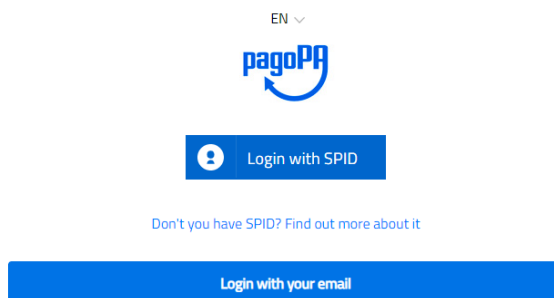 EN
pagoPA
Login with SPID
Don't you have SPID? Find out more about it
Login with your email